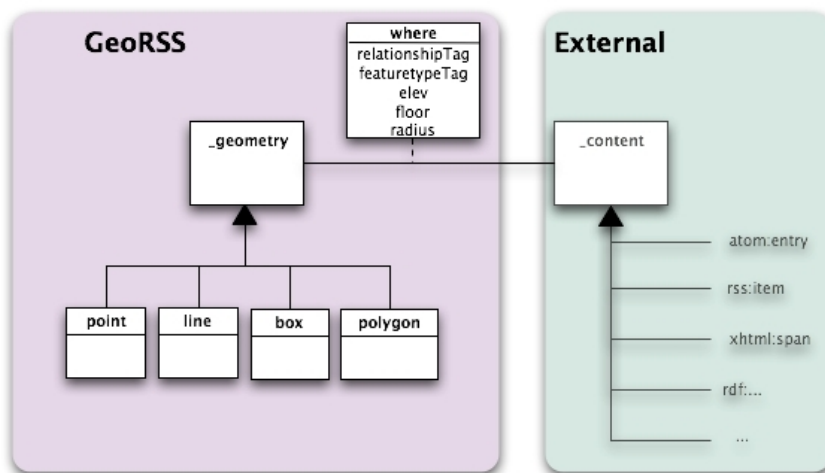 GeoRSS
where
relationshipTag
featuretypeTag
elev
floor
radius
_geometry
point
line
box
polygon
External
_content
atom:entry
rss:item
xhtml:span
rdf:...
...